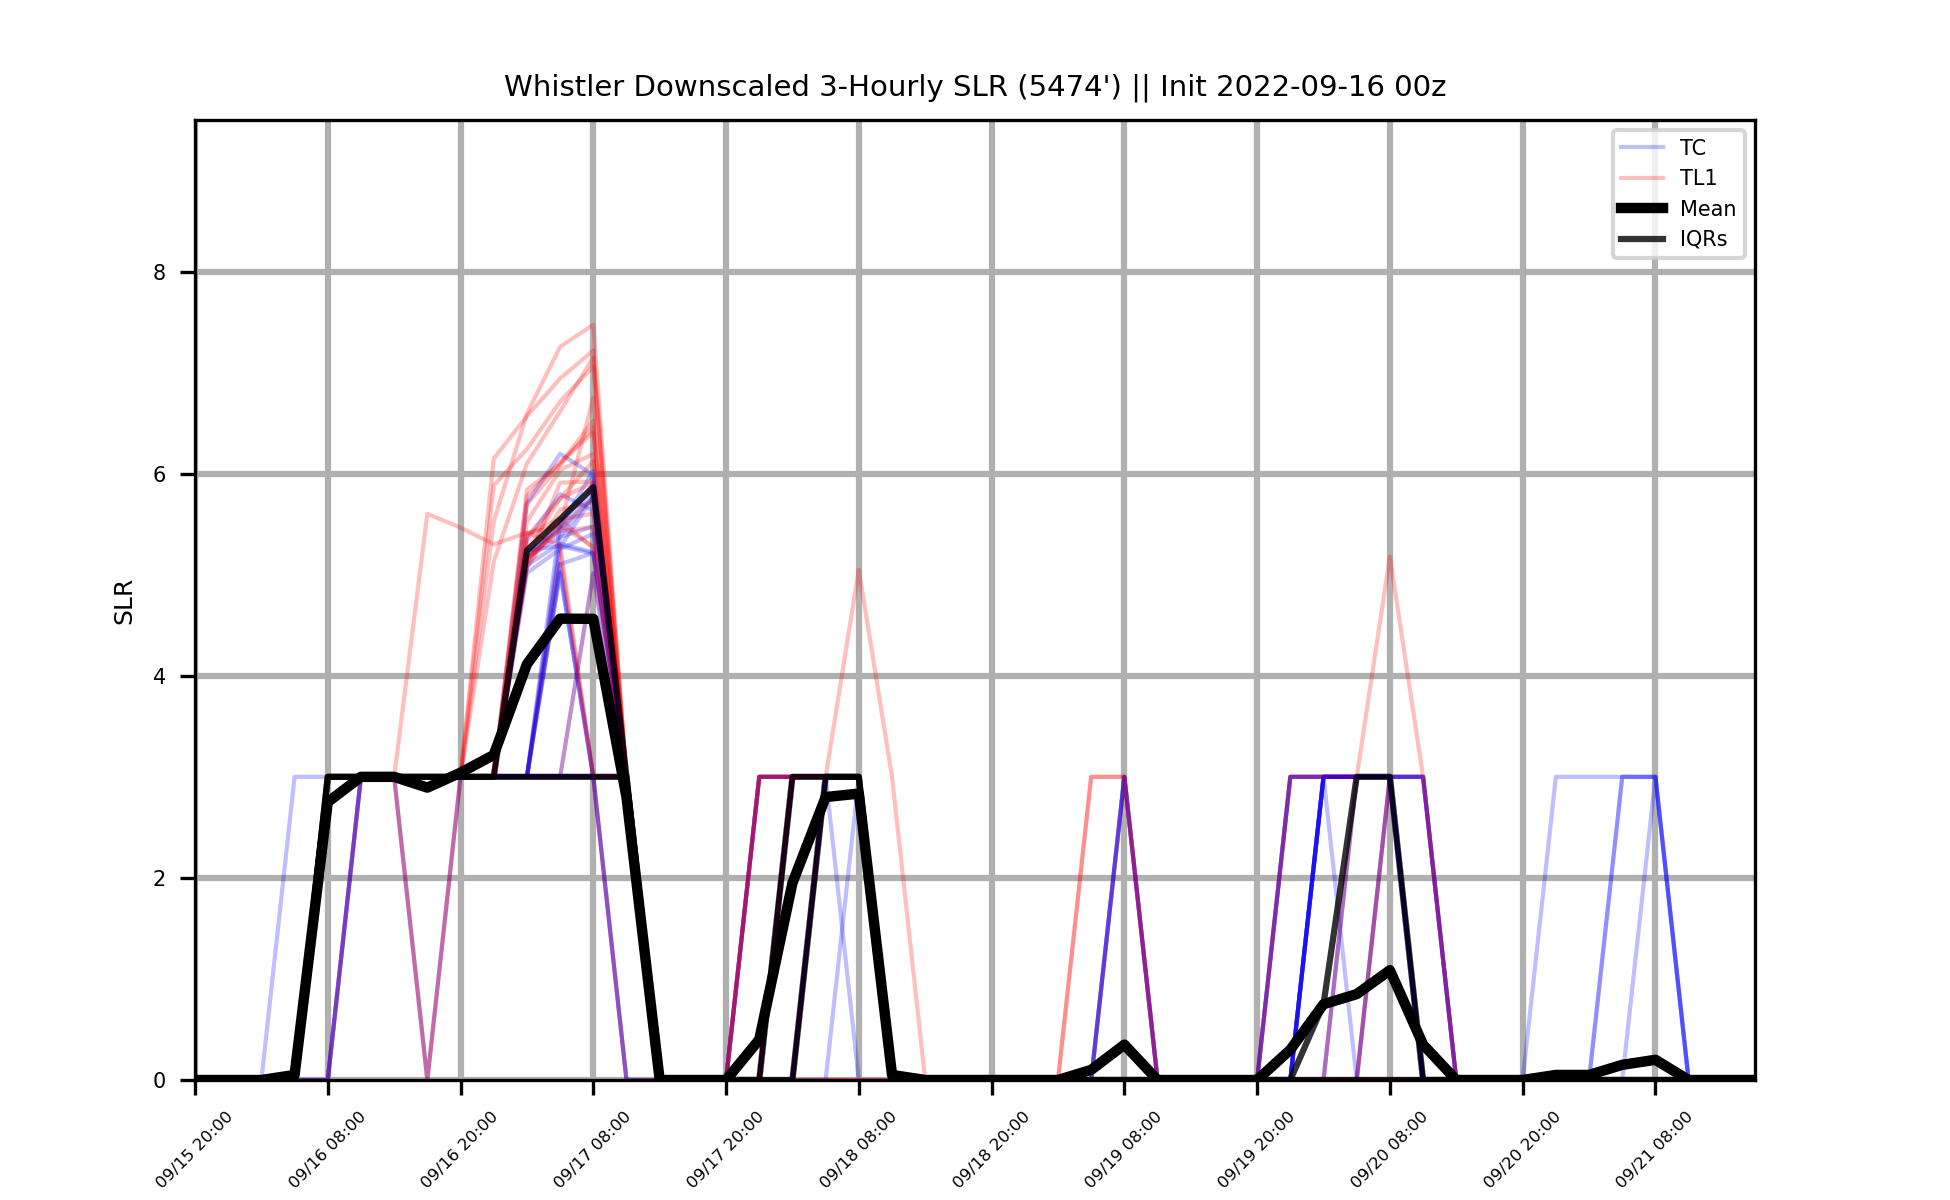 Whistler Downscaled 3-Hourly SLR (5474') || Init 2022-09-16 00z
TC
TL1
Mean
IQRs
SLR
8
6
4
2
0
09/15 20:00
09/16 08:00
09/16 20:00
09/17 08:00
09/17 20:00
09/18 08:00
09/18 20:00
09/19 08:00
09/19 20:00
09/20 08:00
09/20 20:00
09/21 08:00